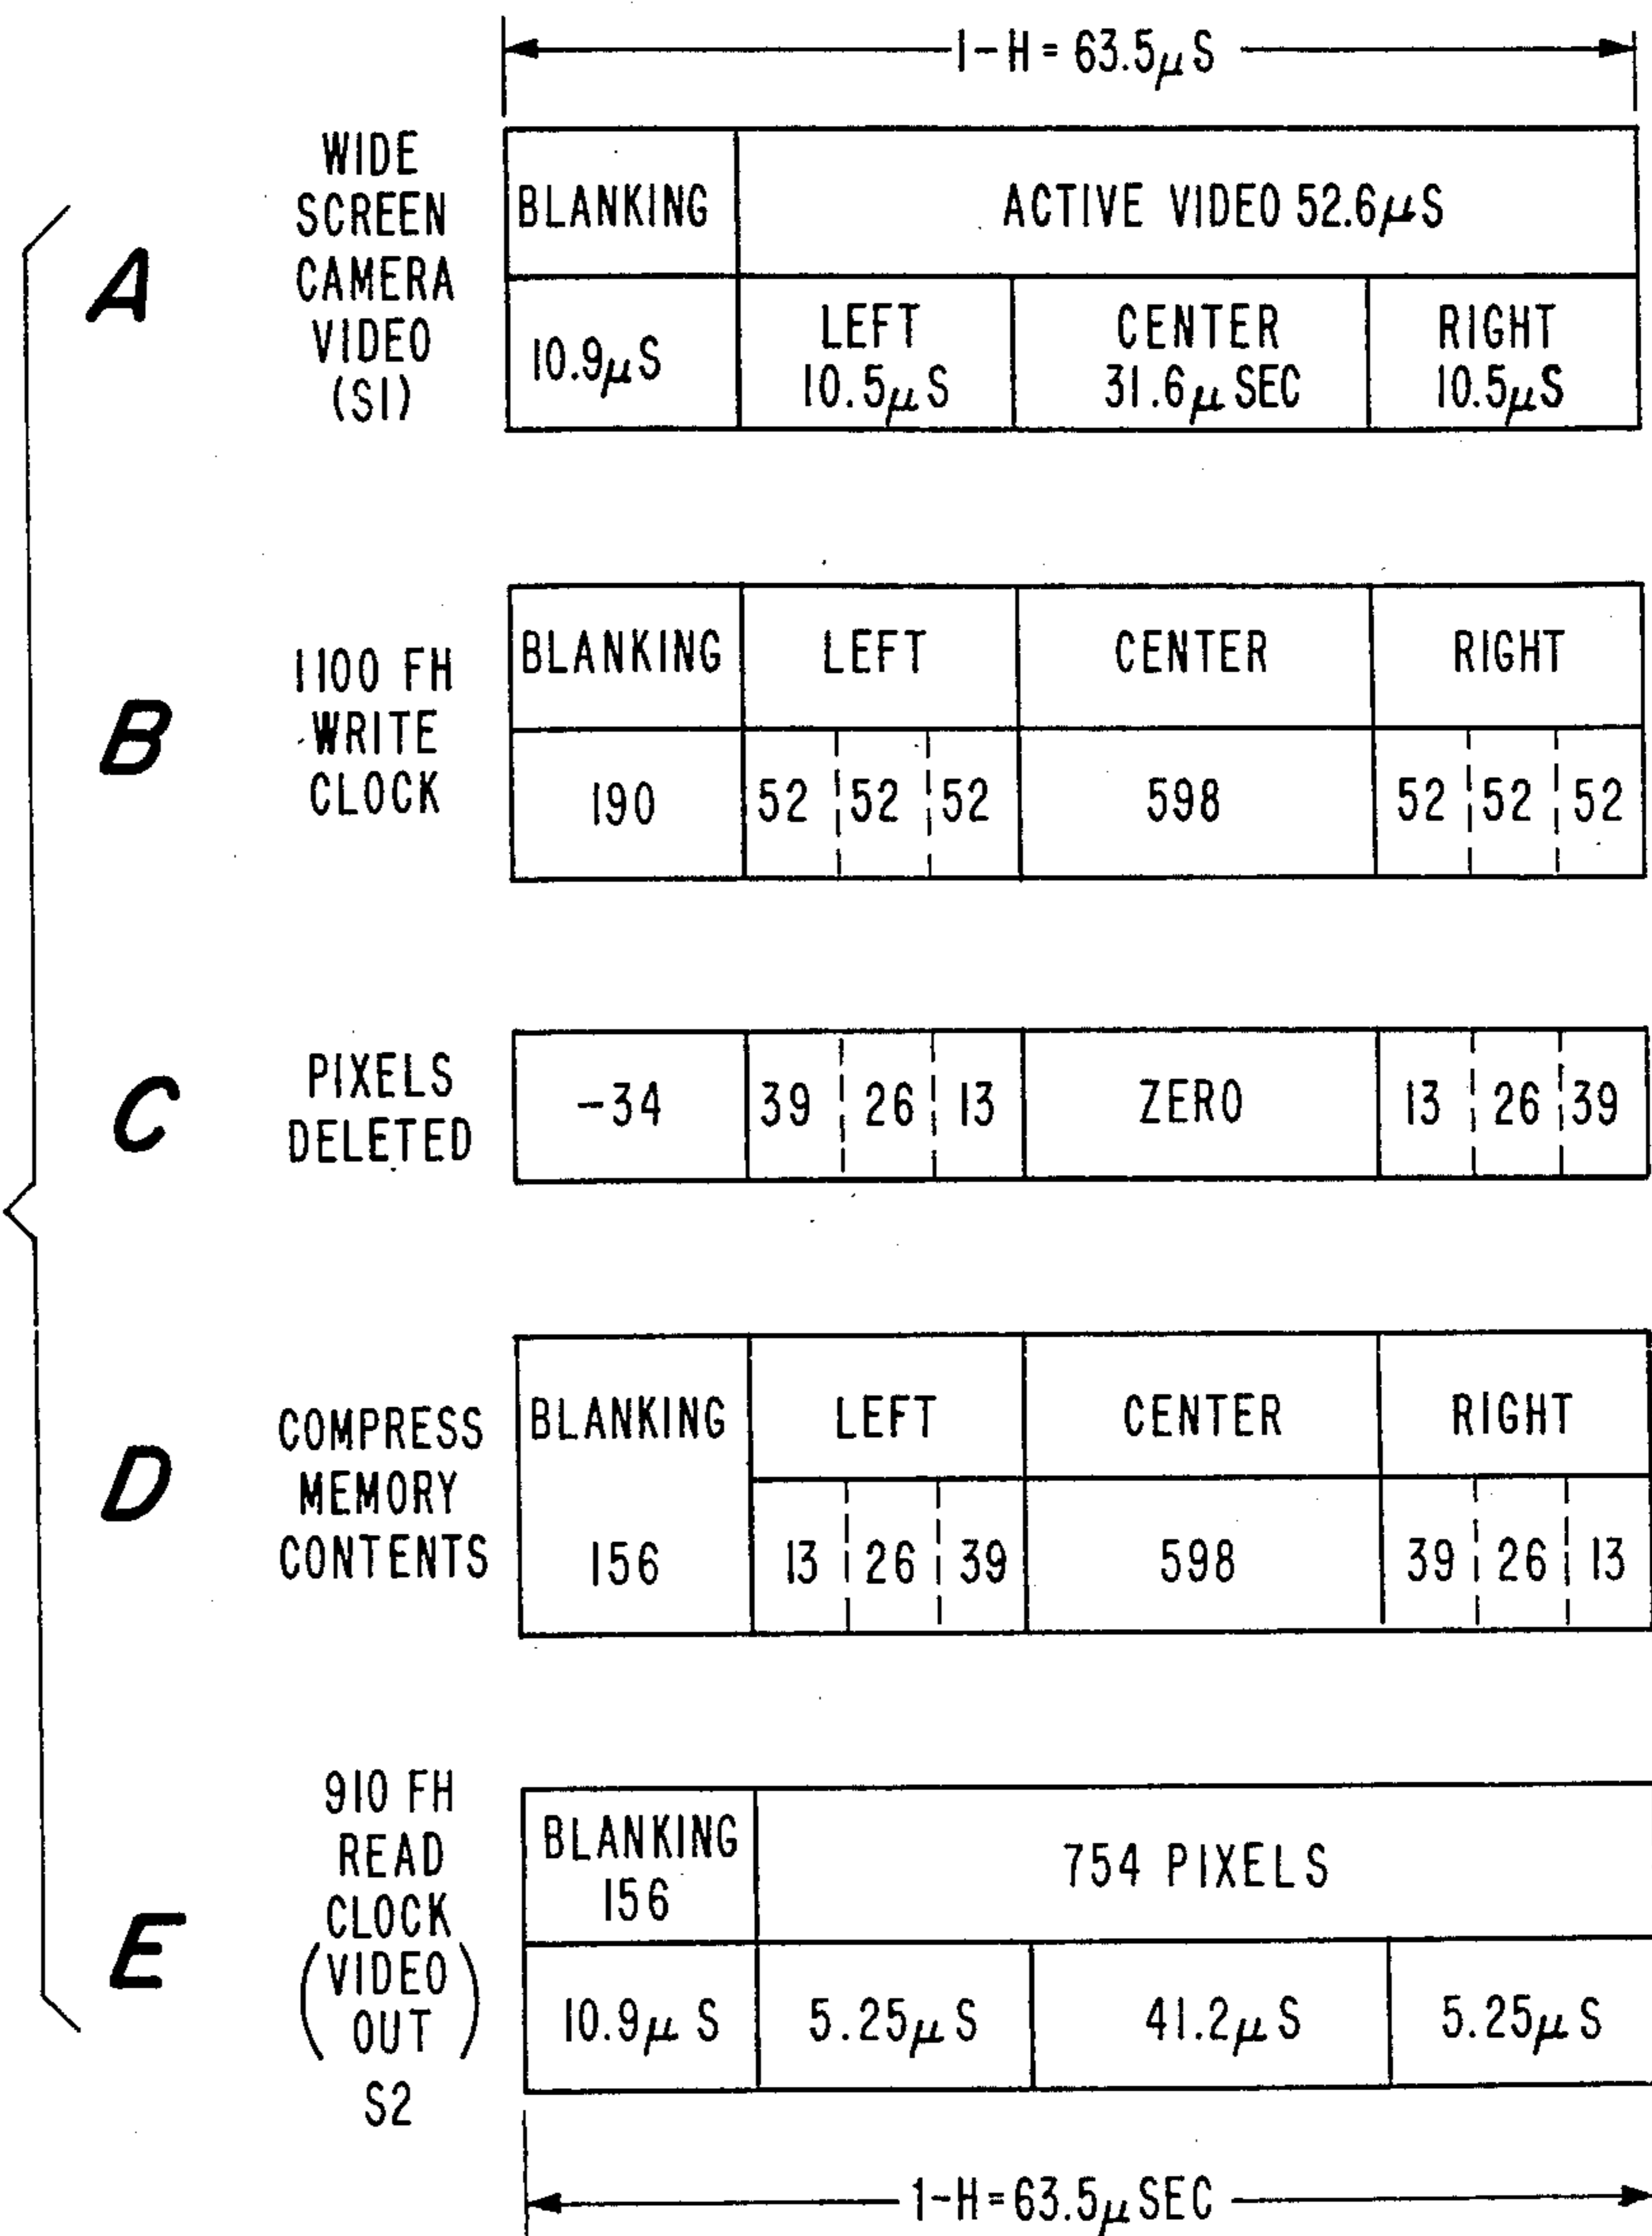 1-H = 63.5μS
WIDE
SCREEN
CAMERA
VIDEO
(S1)
A
BLANKING
ACTIVE VIDEO 52.6μS
10.9μS
LEFT
10.5μS
CENTER
31.6μSEC
RIGHT
10.5μS
B
1100 FH
WRITE
CLOCK
BLANKING LEFT CENTER RIGHT
190 52 52 52 598 52 52 52
C
PIXELS
DELETED
-34 39 26 13 ZERO 13 26 39
D
COMPRESS
MEMORY
CONTENTS
BLANKING LEFT CENTER RIGHT
156 13 26 39 598 39 26 13
E
910 FH
READ
CLOCK
(VIDEO
OUT)
S2
BLANKING
156
754 PIXELS
10.9μS 5.25μS 41.2μS 5.25μS
1-H=63.5μSEC